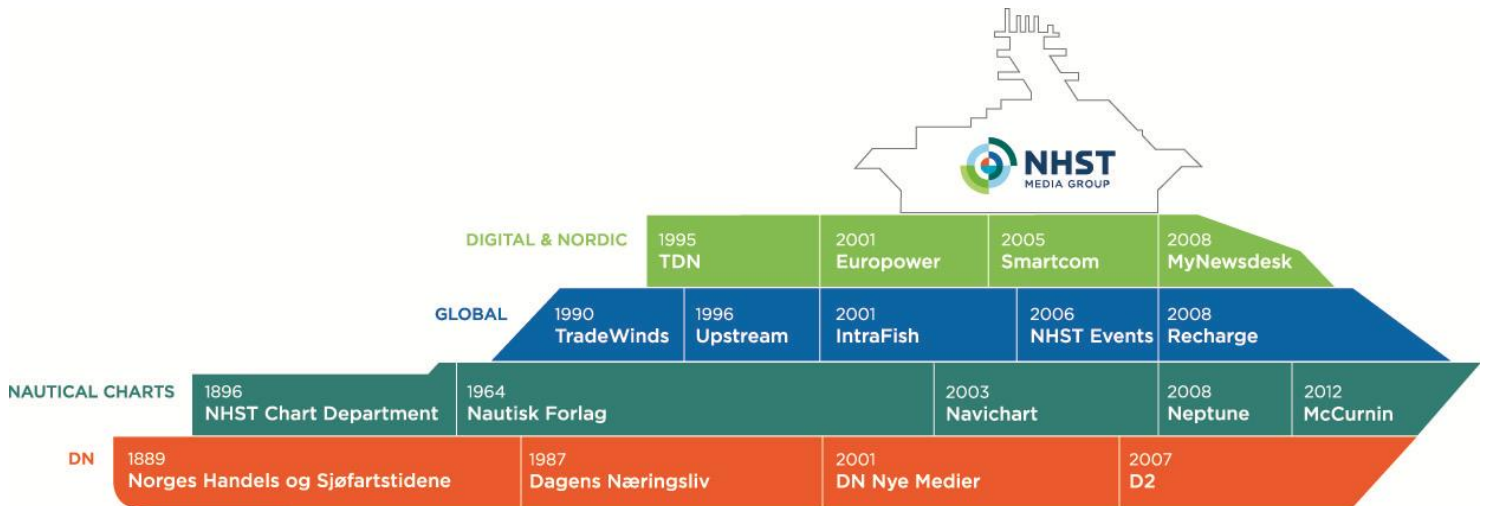 NHST
MEDIA GROUP
DIGITAL & NORDIC
1995
TDN
2001
Europower
2005
Smartcom
2008
MyNewsdesk
GLOBAL
1990
TradeWinds
1996
Upstream
2001
IntraFish
2006
NHST Events
2008
Recharge
NAUTICAL CHARTS
1896
NHST Chart Department
1964
Nautisk Forlag
2003
Navichart
2008
Neptune
2012
McCurnin
DN
1889
Norges Handels og Sjøfartstidene
1987
Dagens Næringsliv
2001
DN Nye Medier
2007
D2